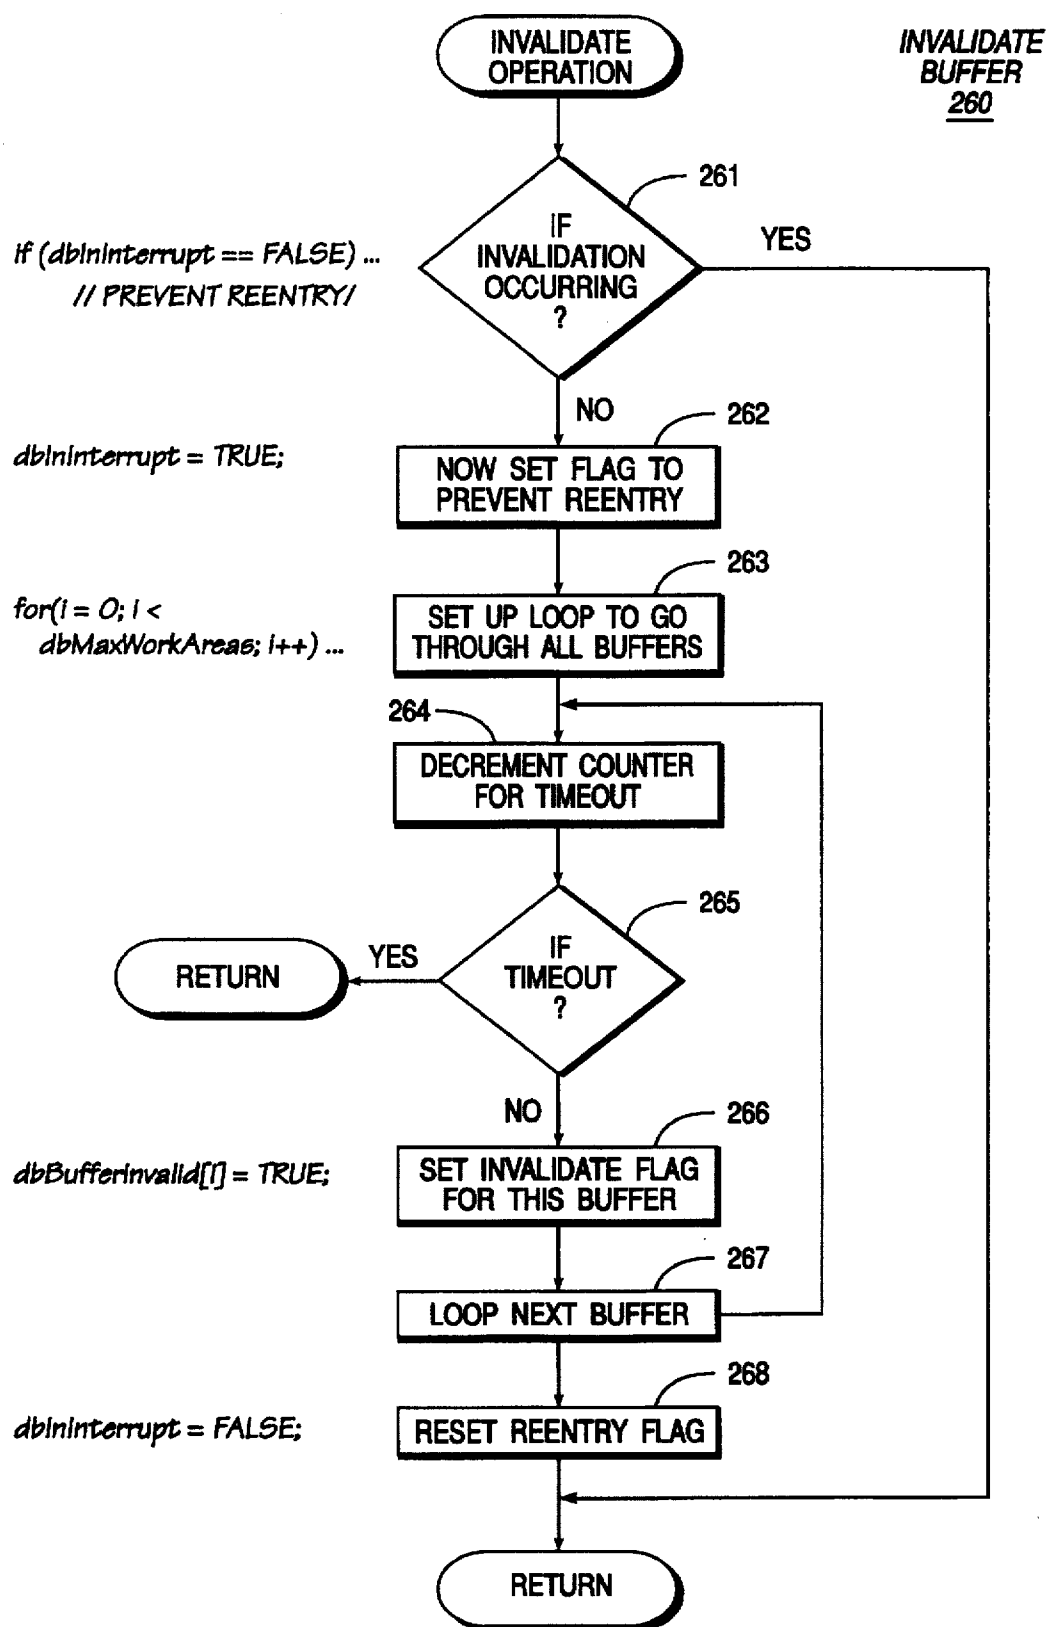 INVALIDATE
OPERATION
INVALIDATE
BUFFER
260
261
IF
INVALIDATION
OCCURRING
?
YES
if (dbInInterrupt == FALSE) ...
// PREVENT REENTRY/
NO
262
dbInInterrupt = TRUE;
NOW SET FLAG TO
PREVENT REENTRY
263
for(i = 0; i <
dbMaxWorkAreas; i++) ...
SET UP LOOP TO GO
THROUGH ALL BUFFERS
264
DECREMENT COUNTER
FOR TIMEOUT
265
IF
TIMEOUT
?
YES
RETURN
NO
266
dbBufferInvalid[i] = TRUE;
SET INVALIDATE FLAG
FOR THIS BUFFER
267
LOOP NEXT BUFFER
268
dbInInterrupt = FALSE;
RESET REENTRY FLAG
RETURN